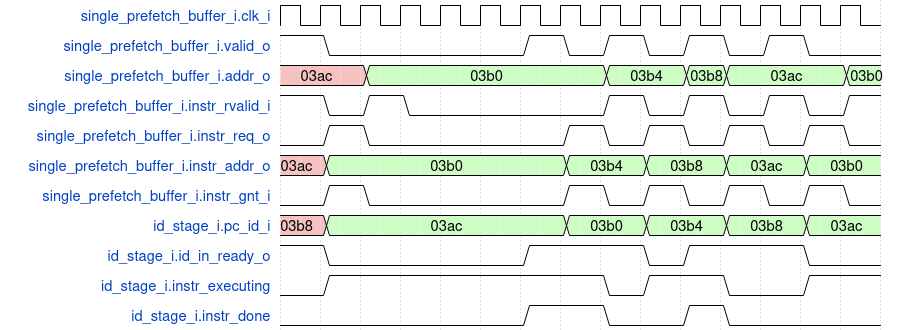 single_prefetch_buffer_i.clk_i
single_prefetch_buffer_i.valid_o
single_prefetch_buffer_i.addr_o 03ac 03b0 03b4 03b8 03ac 03b0
single_prefetch_buffer_i.instr_rvalid_i
single_prefetch_buffer_i.instr_req_o
single_prefetch_buffer_i.instr_addr_o 03ac 03b0 03b4 03b8 03ac 03b0
single_prefetch_buffer_i.instr_gnt_i
id_stage_i.pc_id_i 03b8 03ac 03b0 03b4 03b8 03ac
id_stage_i.id_in_ready_o
id_stage_i.instr_executing
id_stage_i.instr_done